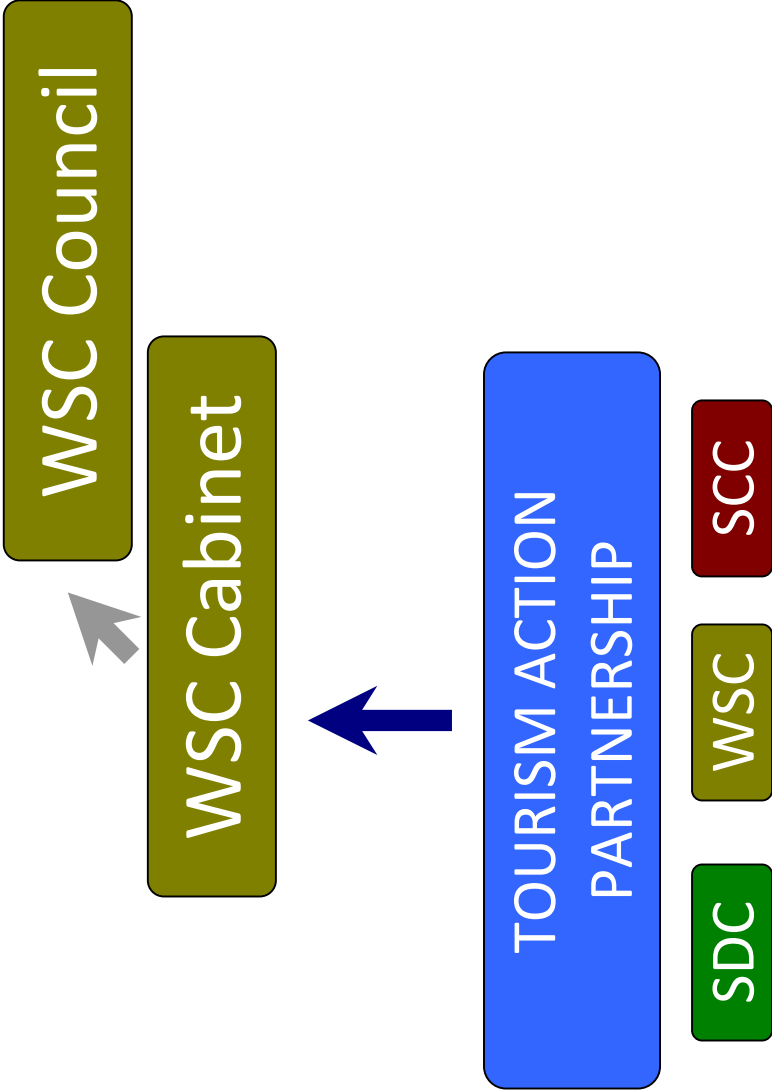 WSC Council
WSC Cabinet
TOURISM ACTION
PARTNERSHIP
SDC
WSC
SCC